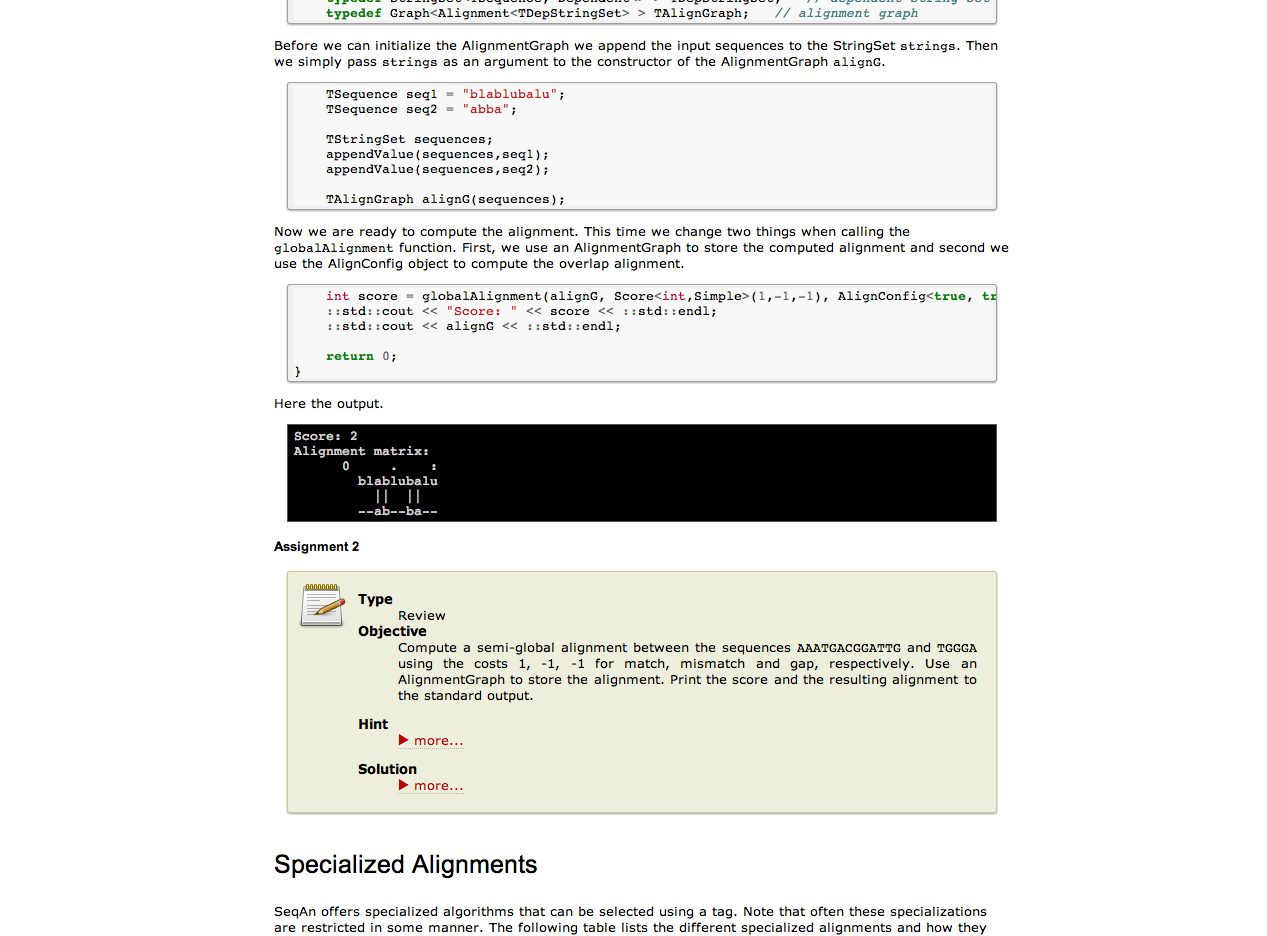 typedef Graph<Alignment<TDepStringSet> > TAlignGraph;   // alignment graph
Before we can initialize the AlignmentGraph we append the input sequences to the StringSet strings. Then
we simply pass strings as an argument to the constructor of the AlignmentGraph alignG.
TSequence seq1 = "blablubalu";
TSequence seq2 = "abba";
TStringSet sequences;
appendValue(sequences,seq1);
appendValue(sequences,seq2);
TAlignGraph alignG(sequences);
Now we are ready to compute the alignment. This time we change two things when calling the
globalAlignment function. First, we use an AlignmentGraph to store the computed alignment and second we
use the AlignConfig object to compute the overlap alignment.
int score = globalAlignment(alignG, Score<int,Simple>(1,-1,-1), AlignConfig<true, tr
::std::cout << "Score: " << score << ::std::endl;
::std::cout << alignG << ::std::endl;
return 0;
}
Here the output.
Score: 2
Alignment matrix:
      0     .    :
        blablubalu
          ||  ||
        --ab--ba--
Assignment 2
Type
Review
Objective
Compute a semi-global alignment between the sequences AAATGACGGATTG and TGGGA
using the costs 1, -1, -1 for match, mismatch and gap, respectively. Use an
AlignmentGraph to store the alignment. Print the score and the resulting alignment to
the standard output.
Hint
more...
Solution
more...
Specialized Alignments
SeqAn offers specialized algorithms that can be selected using a tag. Note that often these specializations
are restricted in some manner. The following table lists the different specialized alignments and how they